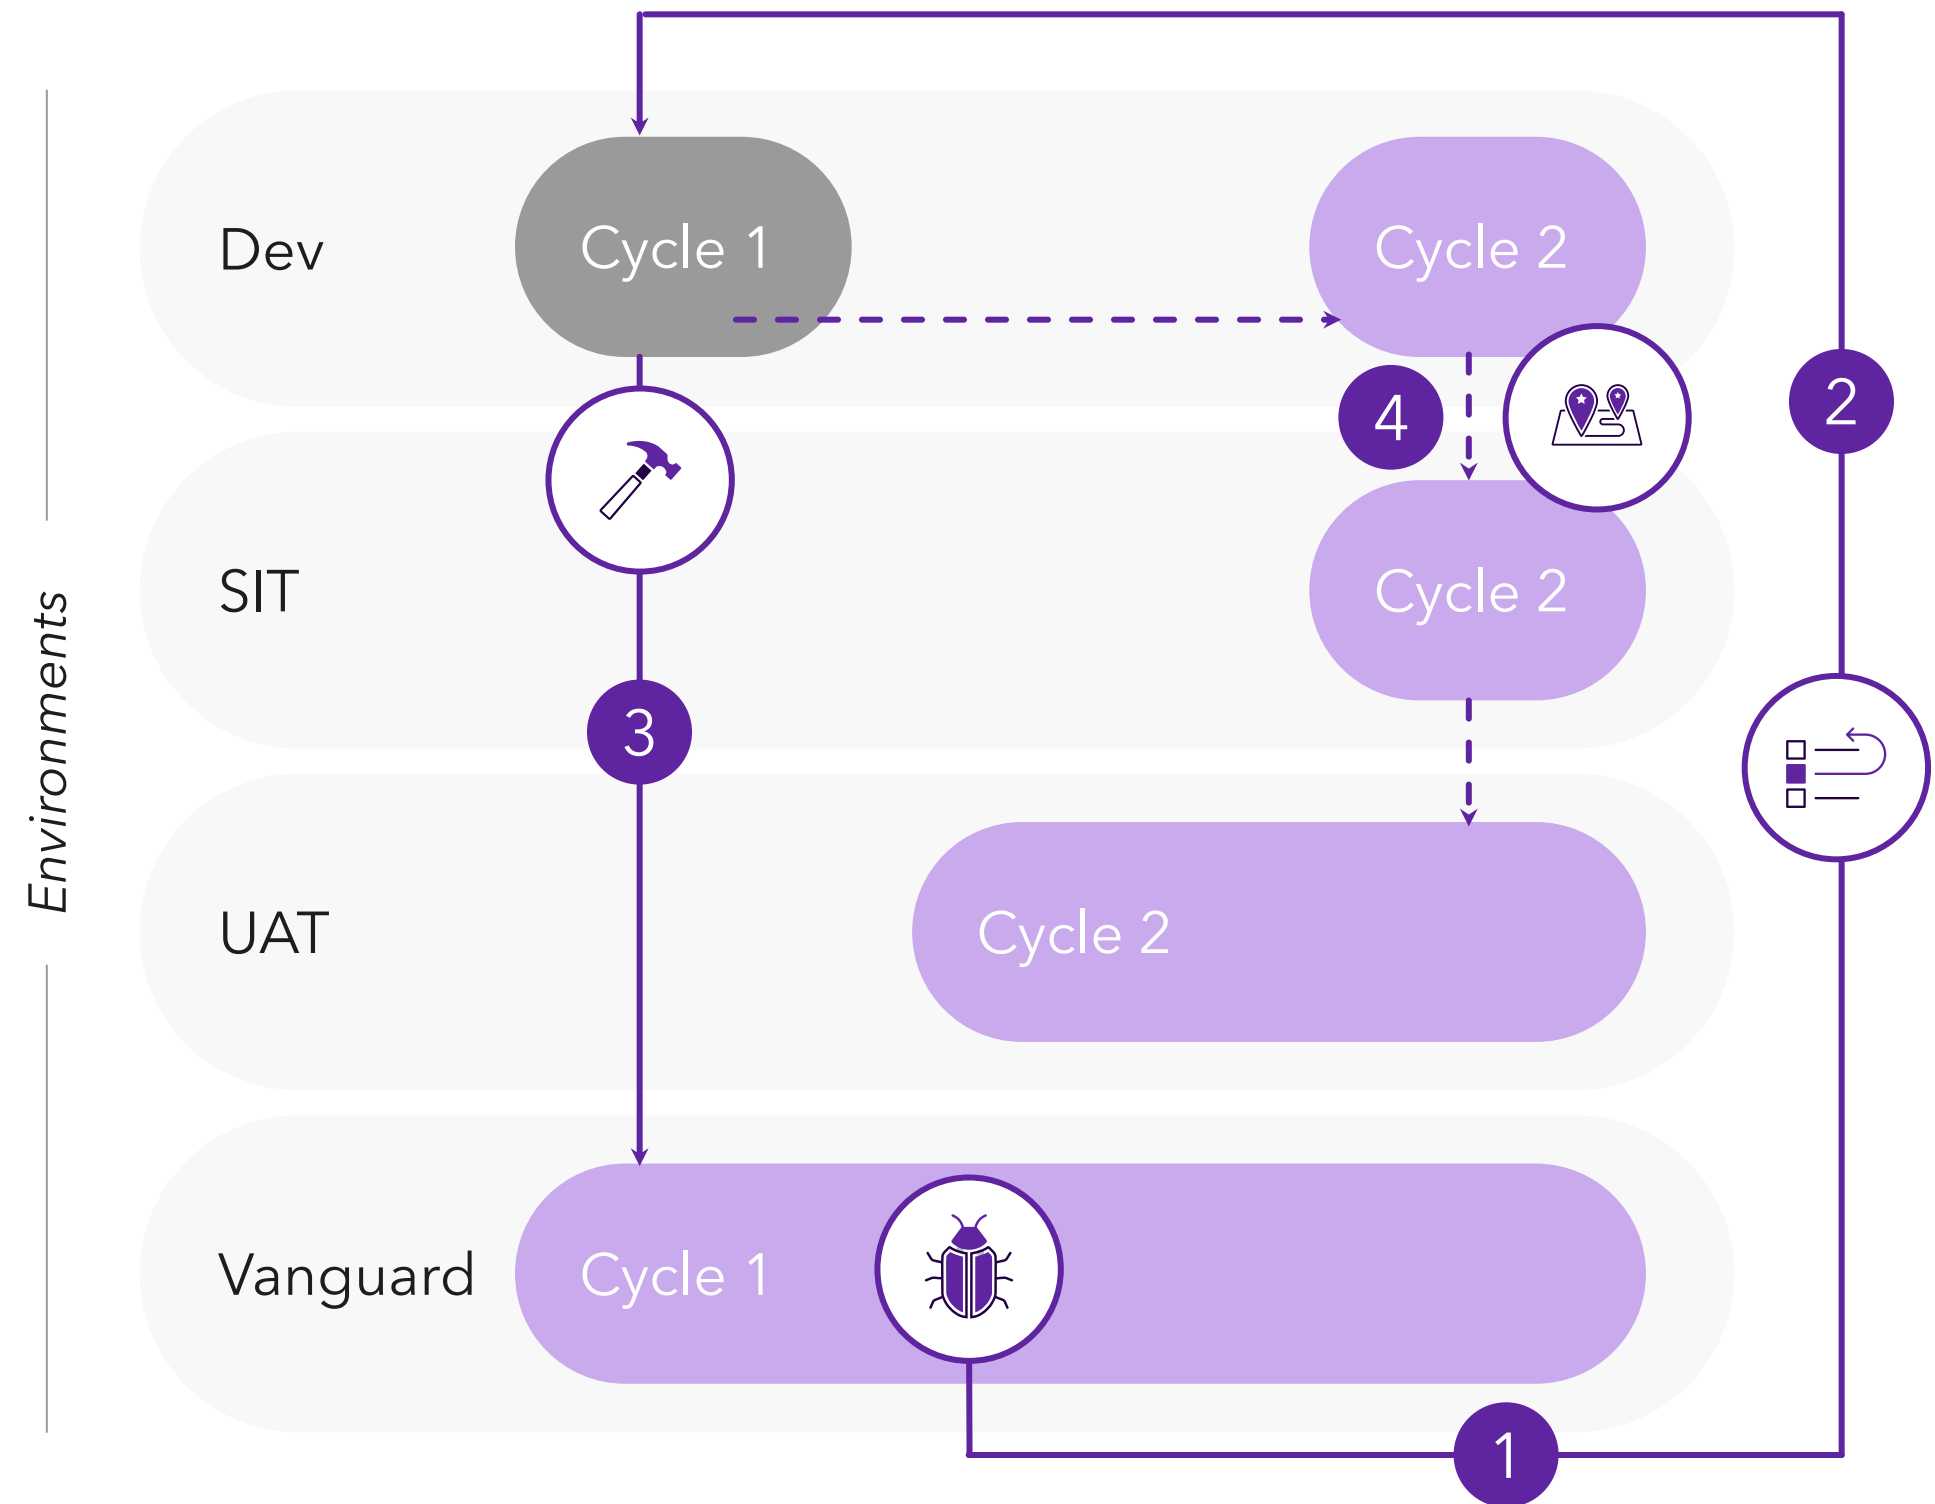 Environments
Dev
Cycle 1
Cycle 2
4
2
SIT
Cycle 2
3
UAT
Cycle 2
Vanguard
Cycle 1
1